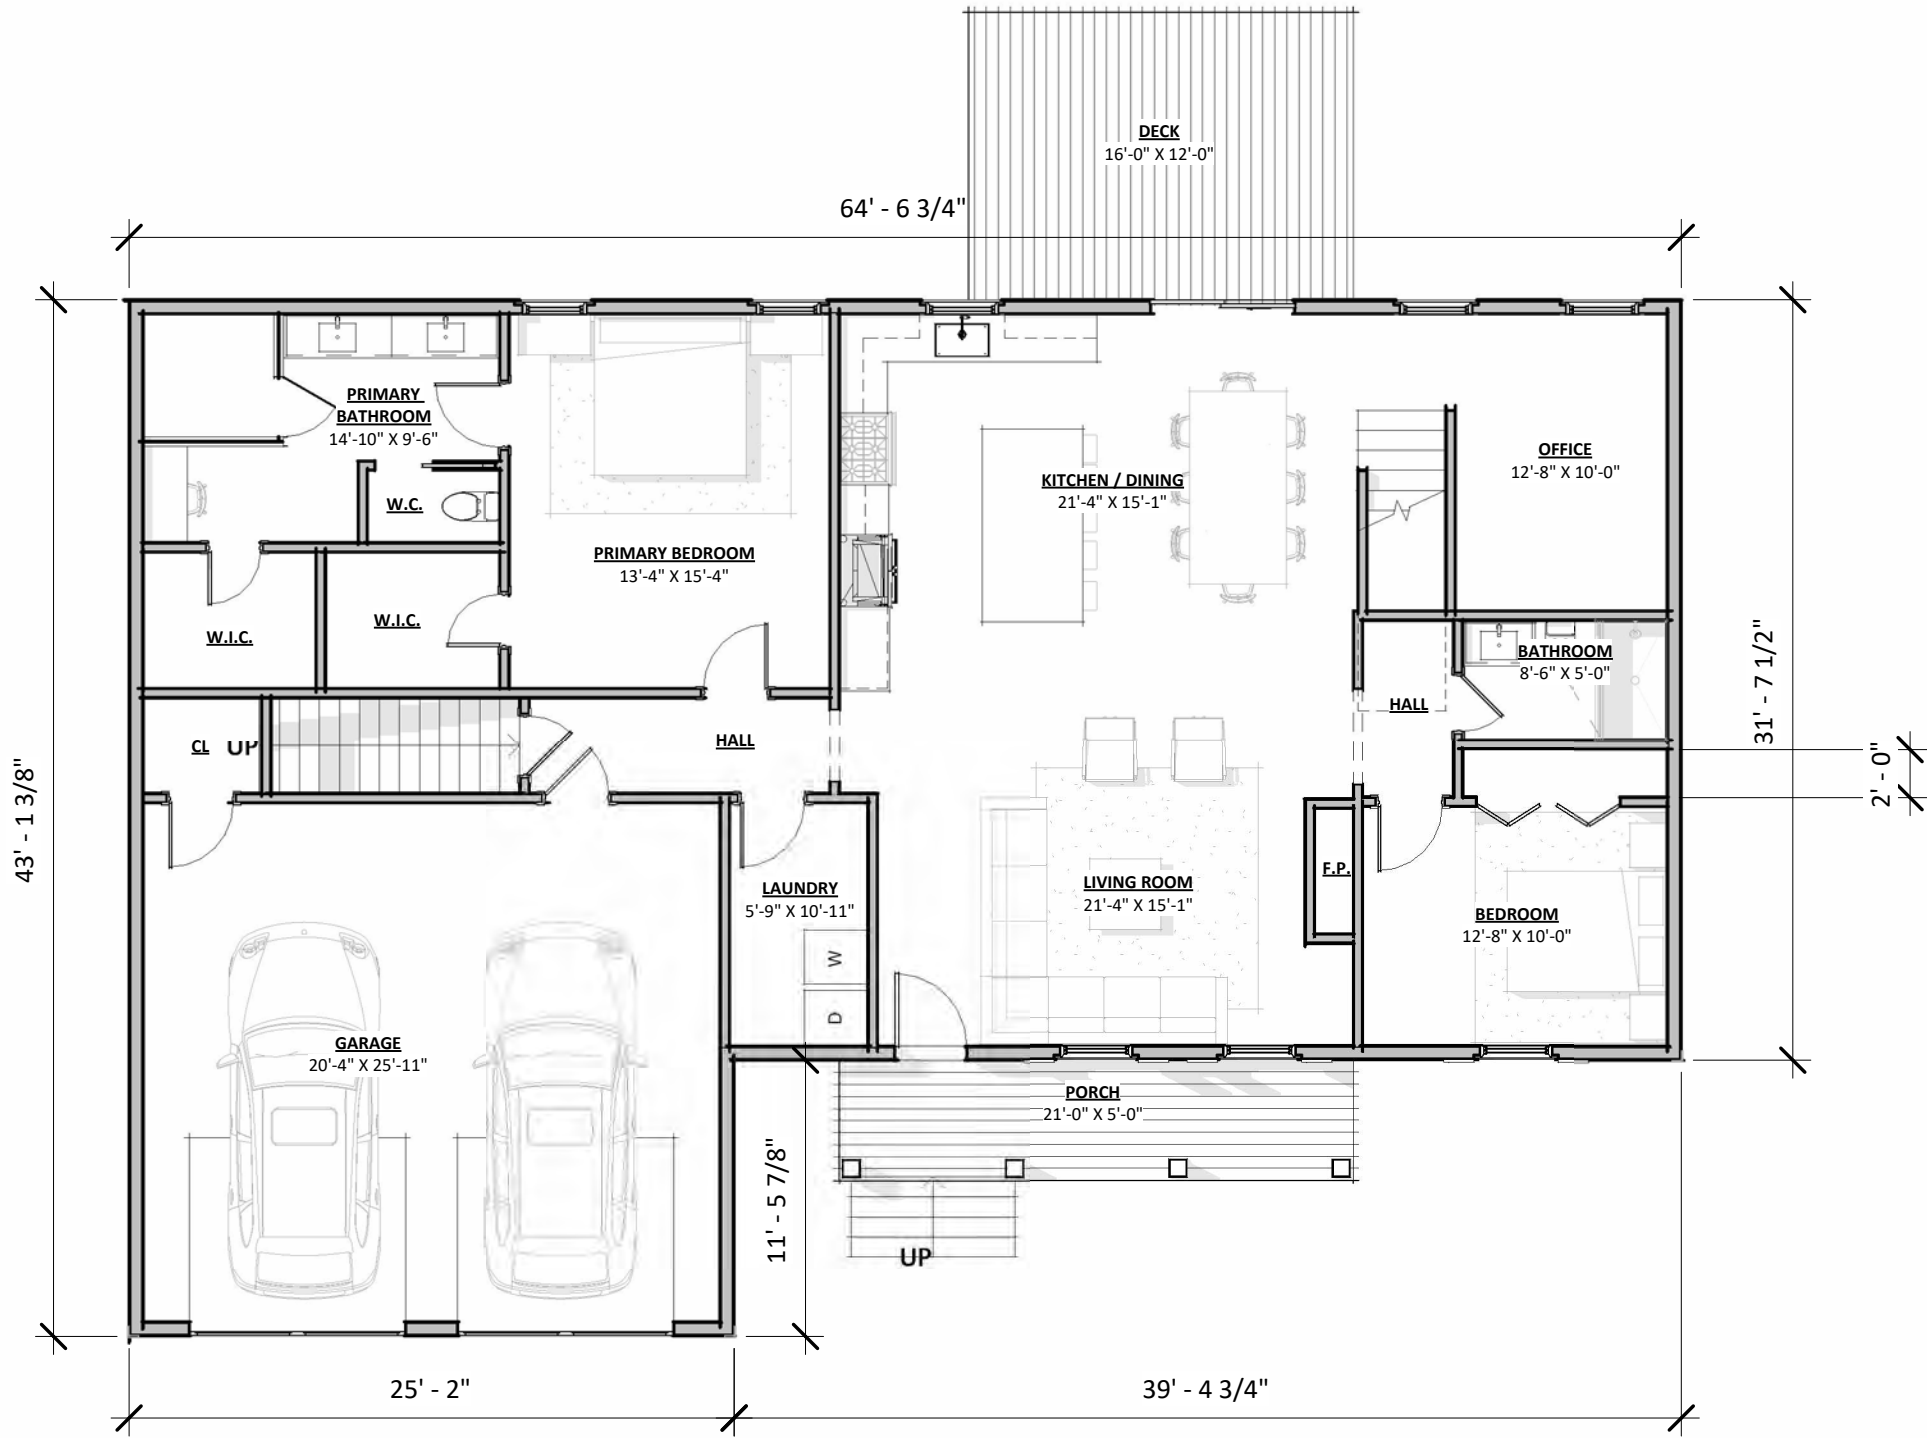 DECK
16'-0" X 12'-0"
64' - 6 3/4"
PRIMARY
BATHROOM
14'-10" X 9'-6"
W.C.
PRIMARY BEDROOM
13'-4" X 15'-4"
KITCHEN / DINING
21'-4" X 15'-1"
OFFICE
12'-8" X 10'-0"
W.I.C.
W.I.C.
BATHROOM
8'-6" X 5'-0"
HALL
31' - 7 1/2"
CL
UP
HALL
2' - 0"
43' - 1 3/8"
LAUNDRY
5'-9" X 10'-11"
LIVING ROOM
21'-4" X 15'-1"
F.P.
BEDROOM
12'-8" X 10'-0"
W
D
GARAGE
20'-4" X 25'-11"
PORCH
21'-0" X 5'-0"
11' - 5 7/8"
UP
25' - 2"
39' - 4 3/4"